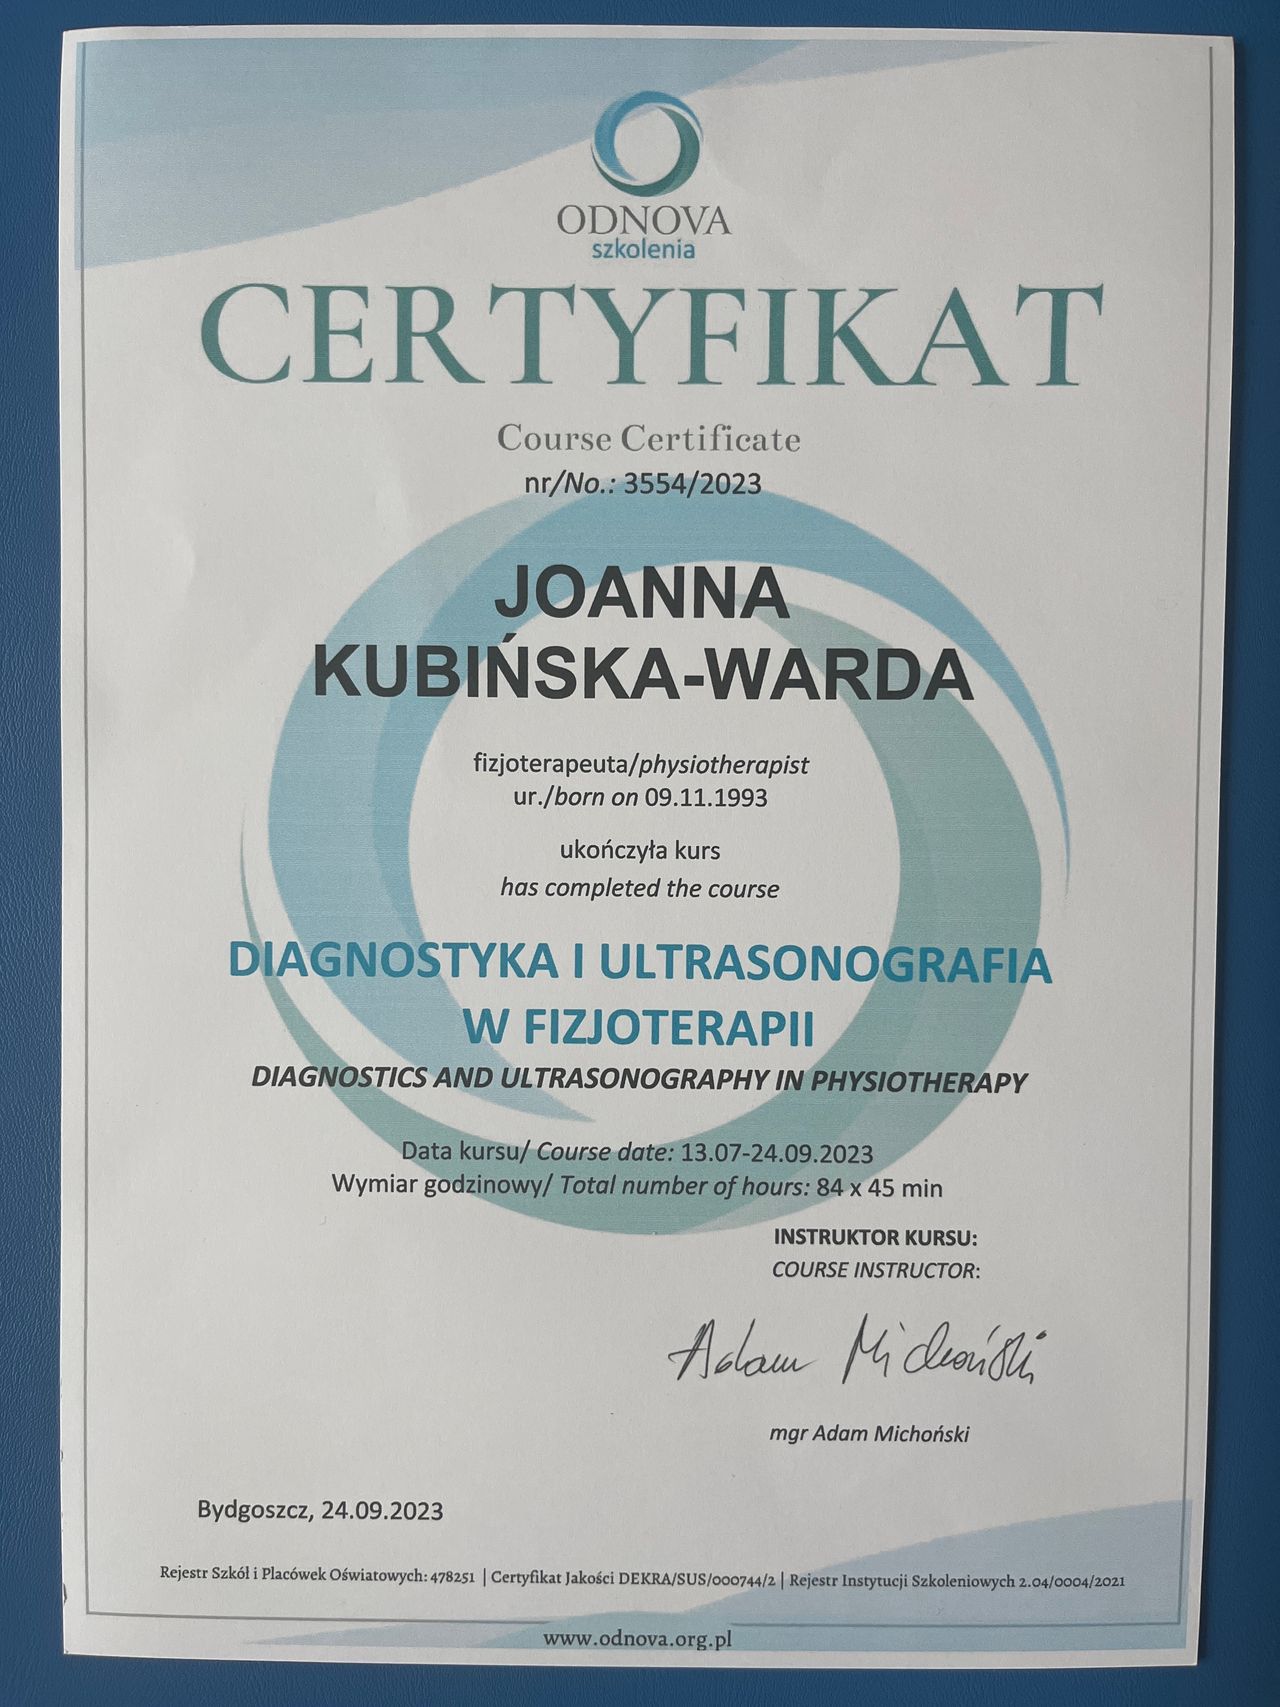 ODNOVA
szkolenia
CERTYFIKAT
Course Certificate
nr/No.: 3554/2023
JOANNA
KUBIŃSKA-WARDA
fizjoterapeuta/physiotherapist
ur./born on 09.11.1993
ukończyła kurs
has completed the course
DIAGNOSTYKA I ULTRASONOGRAFIA
W FIZJOTERAPII
DIAGNOSTICS AND ULTRASONOGRAPHY IN PHYSIOTHERAPY
Data kursu/ Course date: 13.07-24.09.2023
Wymiar godzinowy/ Total number of hours: 84 x 45 min
INSTRUKTOR KURSU:
COURSE INSTRUCTOR:
Adam Michoński
mgr Adam Michoński
Bydgoszcz, 24.09.2023
Rejestr Szkół i Placówek Oświatowych: 478251 | Certyfikat Jakości DEKRA/SUS/000744/2 | Rejestr Instytucji Szkoleniowych 2.04/0004/2021
www.odnova.org.pl